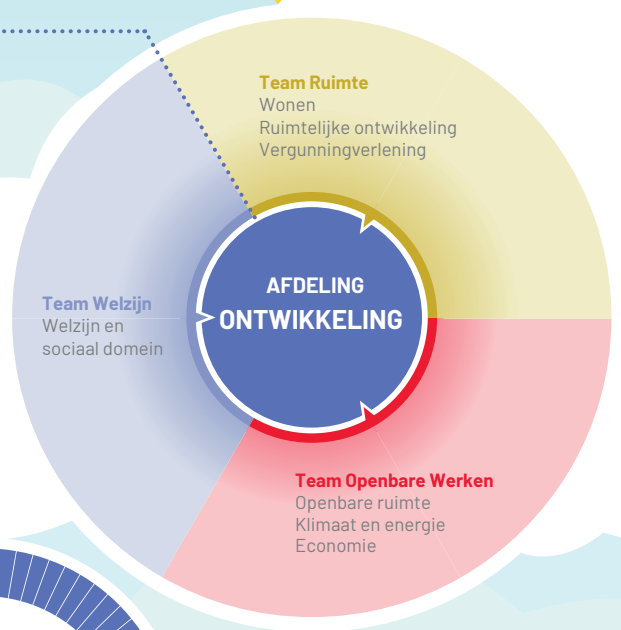 Team Ruimte
Wonen
Ruimtelijke ontwikkeling
Vergunningverlening
AFDELING
ONTWIKKELING
Team Welzijn
Welzijn en
sociaal domein
Team Openbare Werken
Openbare ruimte
Klimaat en energie
Economie